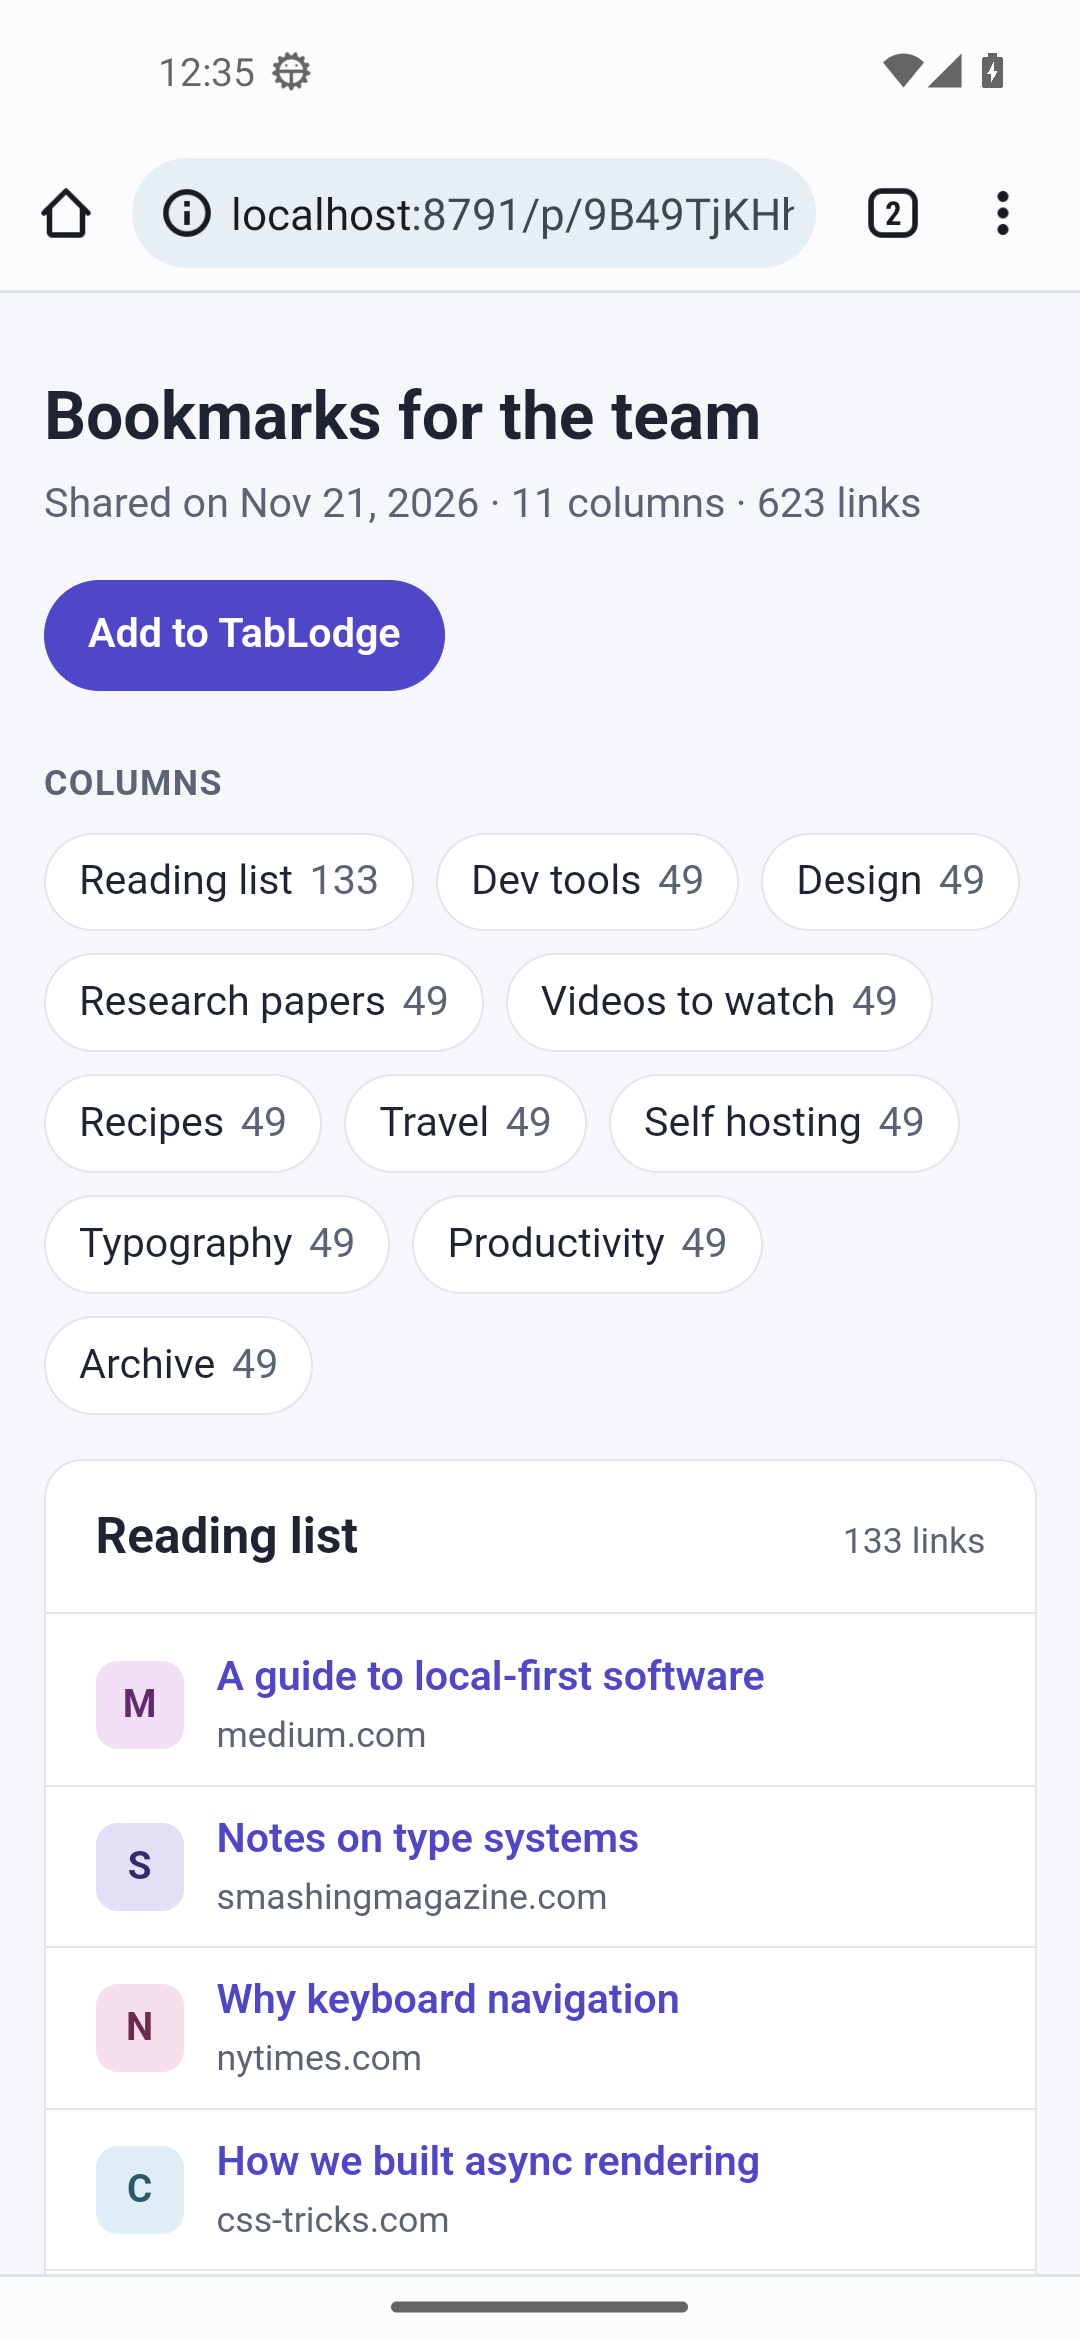 12:35
localhost:8791/p/9B49TjKH
2
Bookmarks for the team
Shared on Nov 21, 2026 · 11 columns · 623 links
Add to TabLodge
COLUMNS
Reading list 133 Dev tools 49 Design 49
Research papers 49 Videos to watch 49
Recipes 49 Travel 49 Self hosting 49
Typography 49 Productivity 49
Archive 49
Reading list 133 links
M A guide to local-first software
medium.com
S Notes on type systems
smashingmagazine.com
N Why keyboard navigation
nytimes.com
C How we built async rendering
css-tricks.com